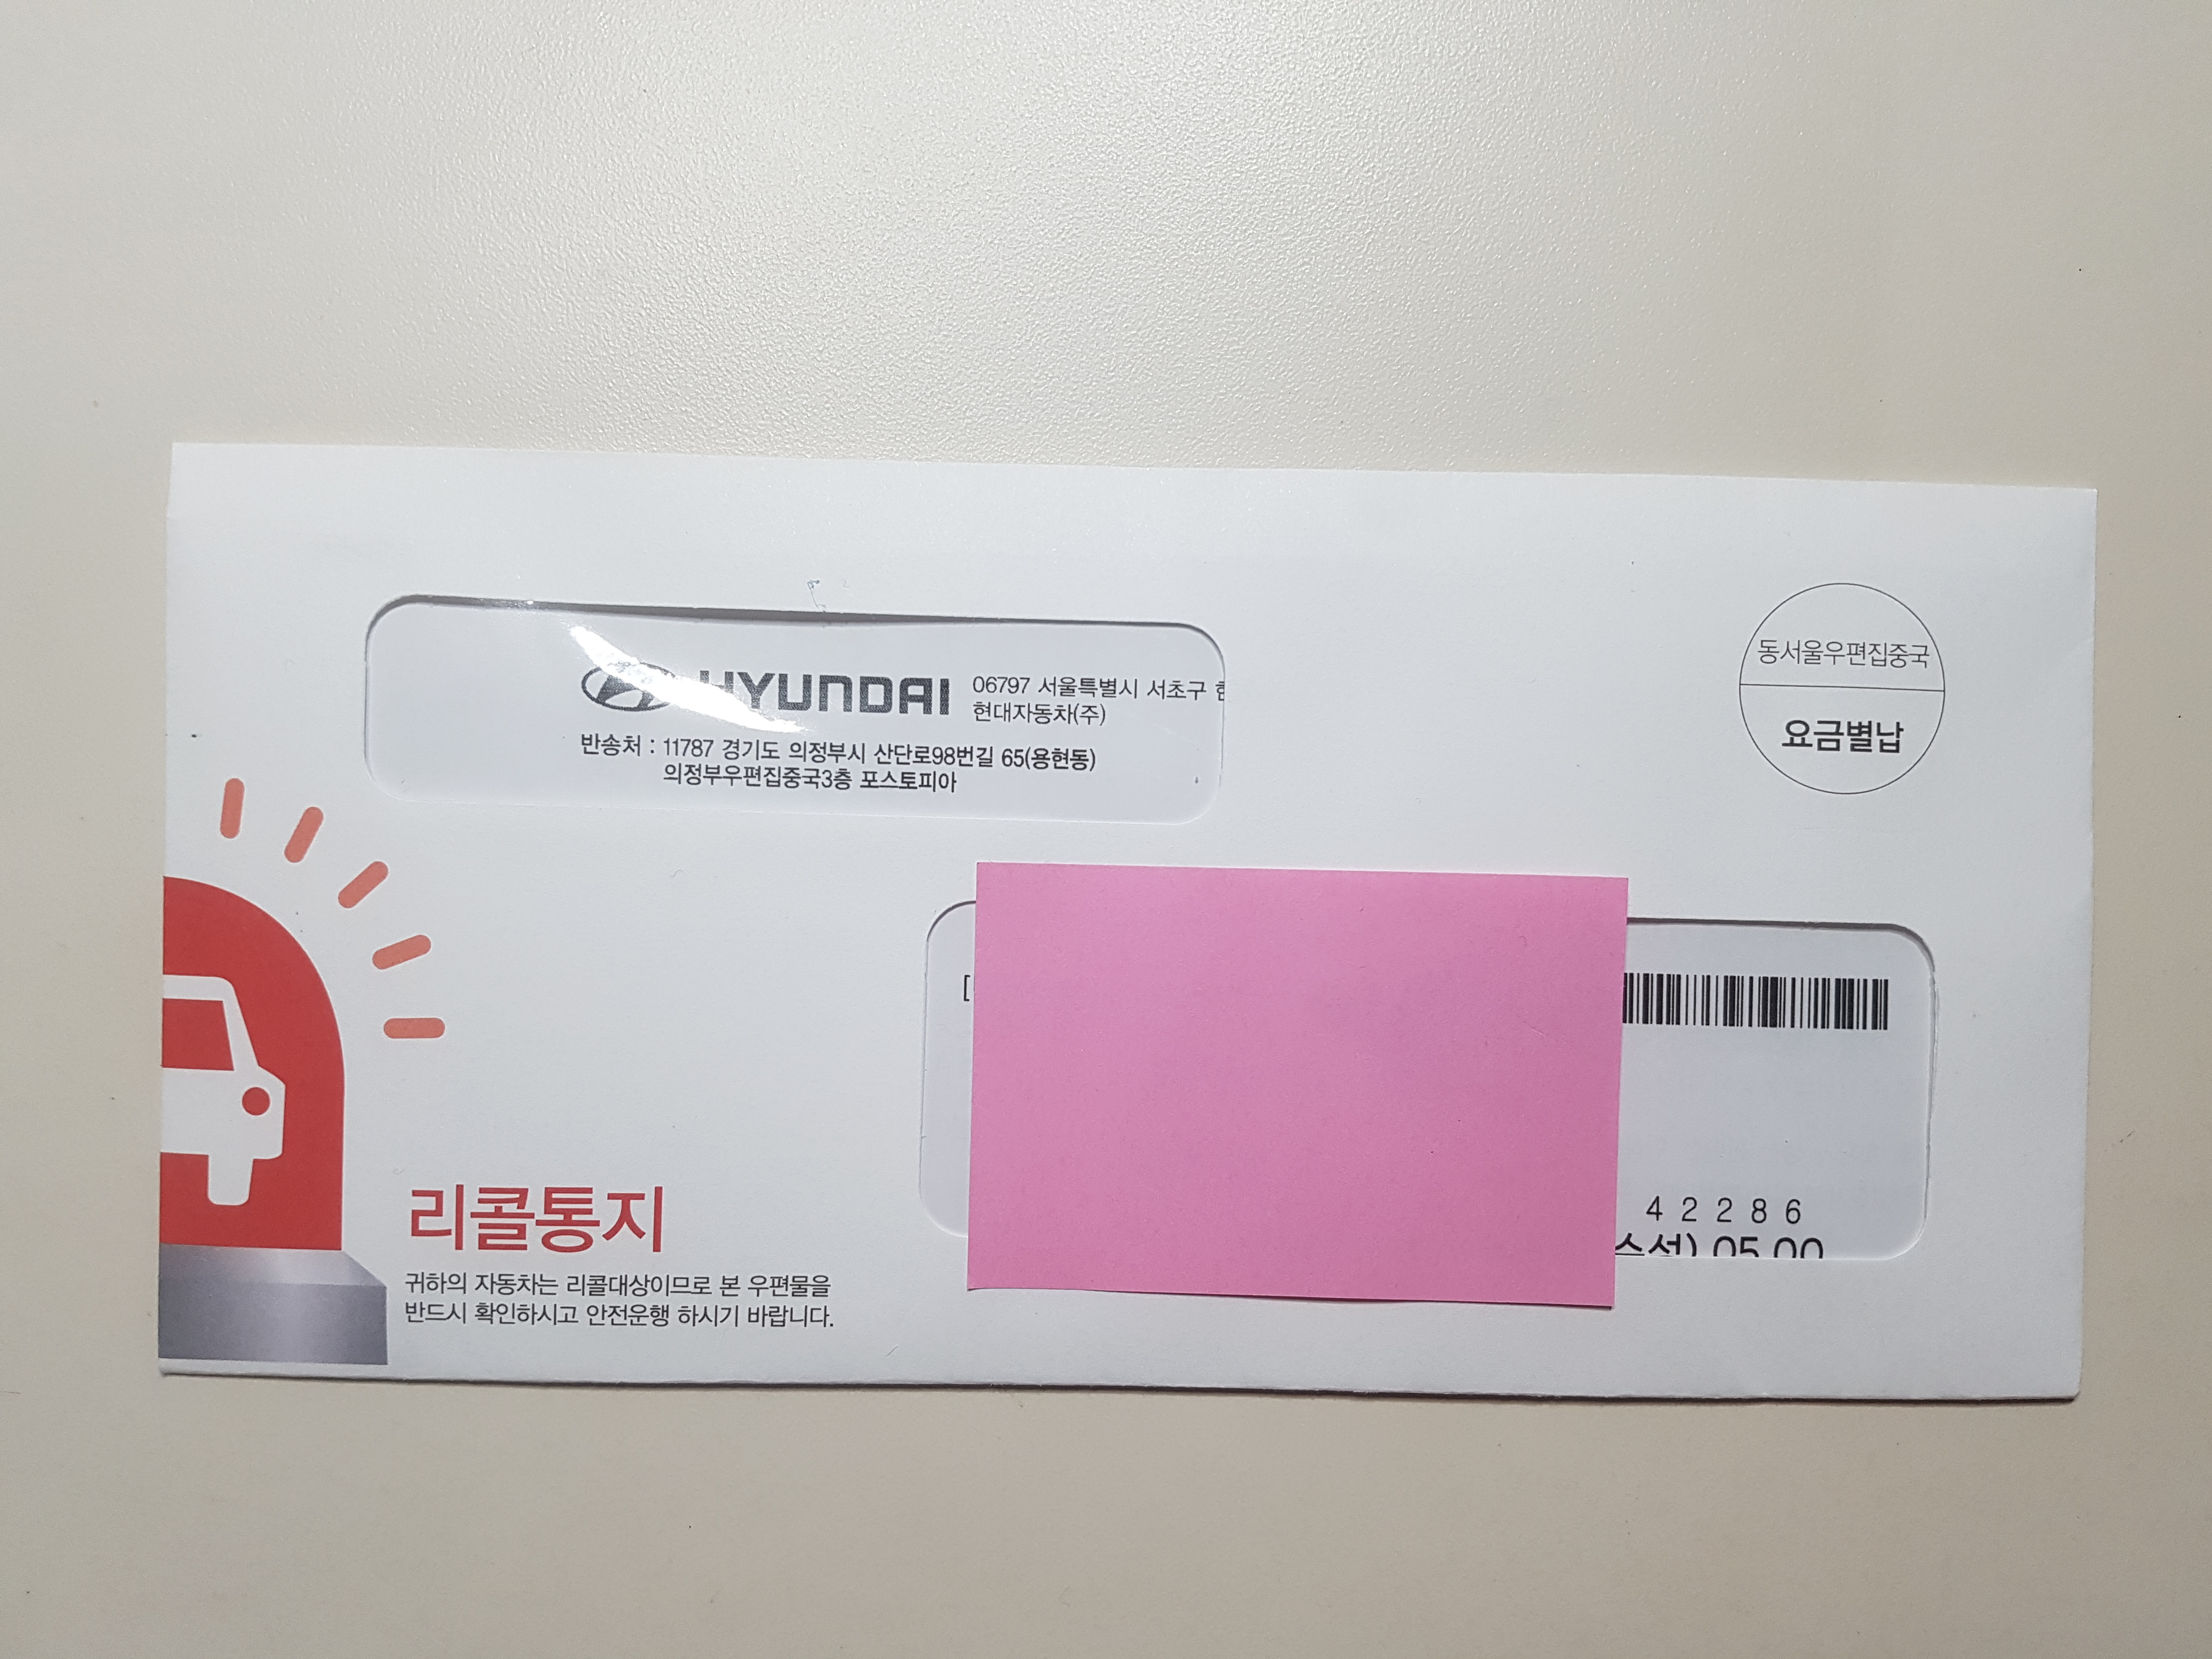 HYUNDAI
06797 서울특별시 서초구
현대자동차(주)
반송처 : 11787 경기도 의정부시 산단로98번길 65(용현동)
의정부우편집중국3층 포스토피아
동서울우편집중국
요금별납
[
42286
05.00
리콜통지
귀하의 자동차는 리콜대상이므로 본 우편물을
반드시 확인하시고 안전운행 하시기 바랍니다.